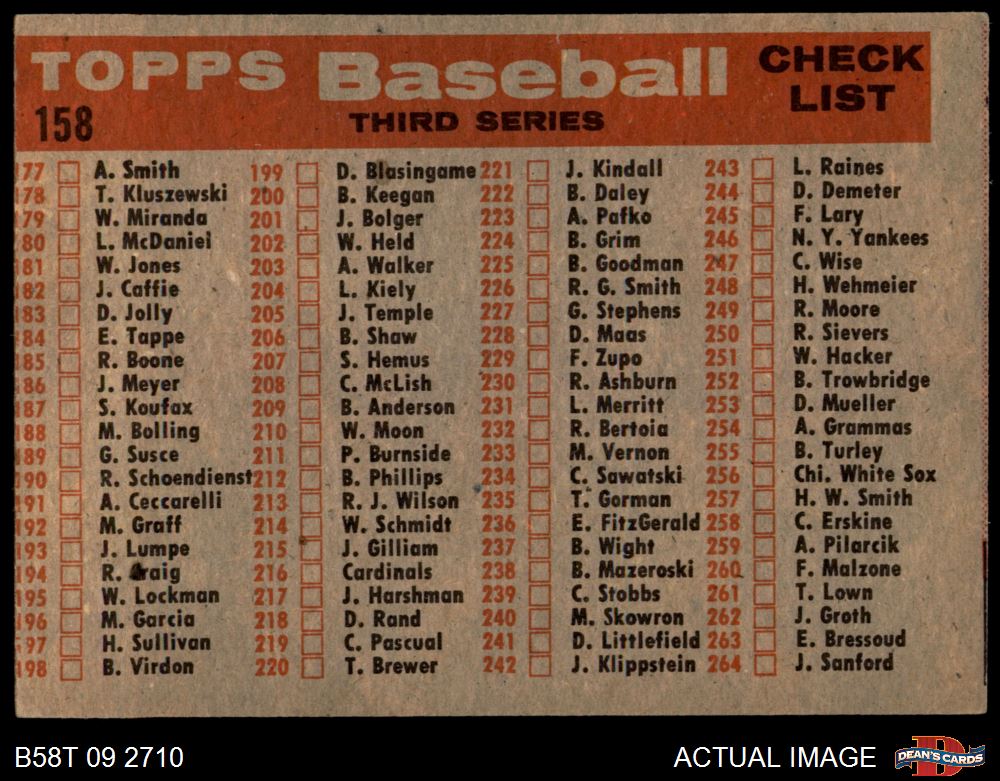 TOPPS Baseball CHECK LIST
158 THIRD SERIES
177 A. Smith 199 D. Blasingame 221 J. Kindall 243 L. Raines
178 T. Kluszewski 200 B. Keegan 222 B. Daley 244 D. Demeter
179 W. Miranda 201 J. Bolger 223 A. Pafko 245 F. Lary
180 L. McDaniel 202 W. Held 224 B. Grim 246 N. Y. Yankees
181 W. Jones 203 A. Walker 225 B. Goodman 247 C. Wise
182 J. Caffie 204 L. Kiely 226 R. G. Smith 248 H. Wehmeier
183 D. Jolly 205 J. Temple 227 G. Stephens 249 R. Moore
184 E. Tappe 206 B. Shaw 228 D. Maas 250 R. Sievers
185 R. Boone 207 S. Hemus 229 F. Zupo 251 W. Hacker
186 J. Meyer 208 C. McLish 230 R. Ashburn 252 B. Trowbridge
187 S. Koufax 209 B. Anderson 231 L. Merritt 253 D. Mueller
188 M. Bolling 210 W. Moon 232 R. Bertoia 254 A. Grammas
189 G. Susce 211 P. Burnside 233 M. Vernon 255 B. Turley
190 R. Schoendienst 212 B. Phillips 234 C. Sawatski 256 Chi. White Sox
191 A. Ceccarelli 213 R. J. Wilson 235 T. Gorman 257 H. W. Smith
192 M. Graff 214 W. Schmidt 236 E. FitzGerald 258 C. Erskine
193 J. Lumpe 215 J. Gilliam 237 B. Wight 259 A. Pilarcik
194 R. Craig 216 Cardinals 238 B. Mazeroski 260 F. Malzone
195 W. Lockman 217 J. Harshman 239 C. Stobbs 261 T. Lown
196 M. Garcia 218 D. Rand 240 M. Skowron 262 J. Groth
197 H. Sullivan 219 C. Pascual 241 D. Littlefield 263 E. Bressoud
198 B. Virdon 220 T. Brewer 242 J. Klippstein 264 J. Sanford
B58T 09 2710 ACTUAL IMAGE DEAN'S CARDS